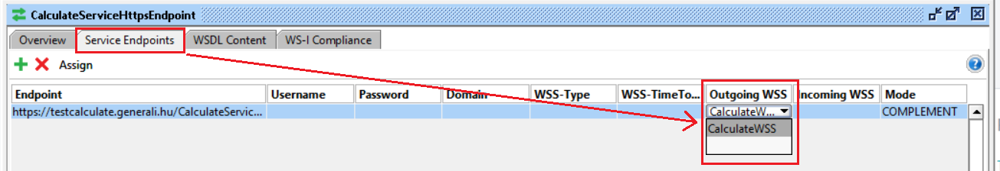 CalculateServiceHttpsEndpoint
Overview Service Endpoints WSDL Content WS-I Compliance
Assign
Endpoint Username Password Domain WSS-Type WSS-TimeTo... Outgoing WSS Incoming WSS Mode
https://testcalculate.generali.hu/CalculateServic... CalculateW... COMPLEMENT
CalculateWSS